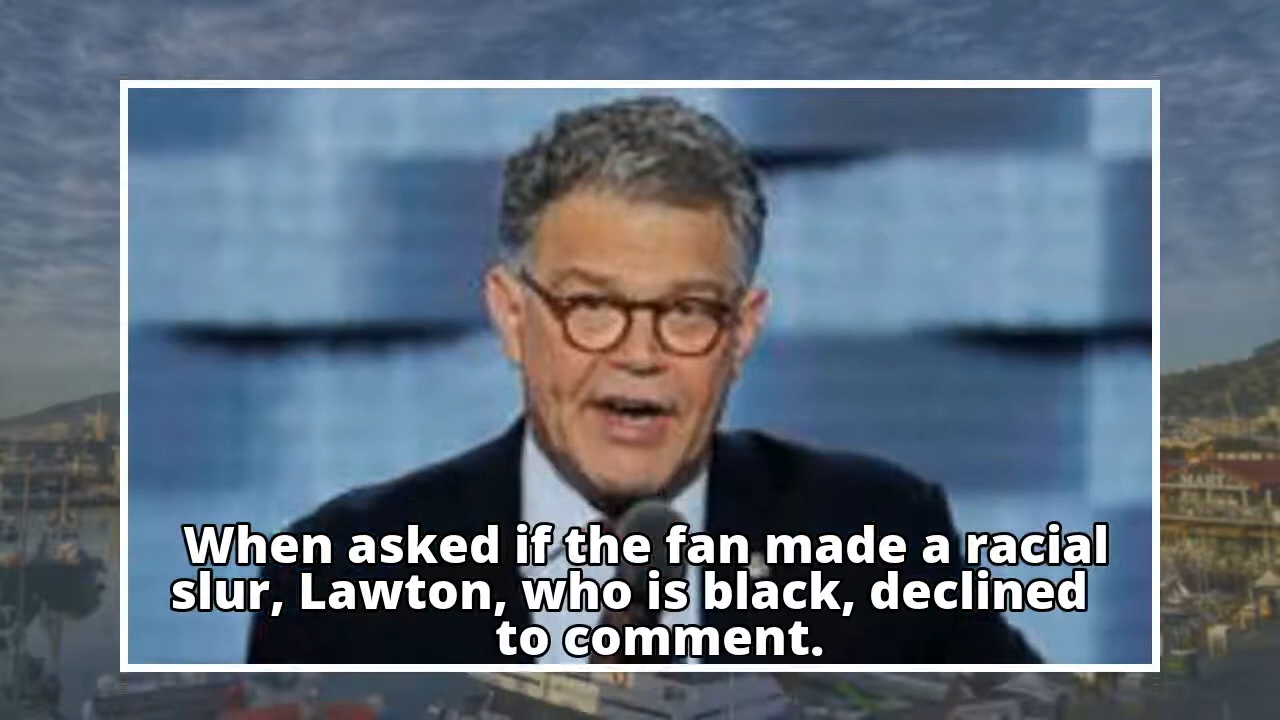 When asked if the fan made a racial
slur, Lawton, who is black, declined
to comment.